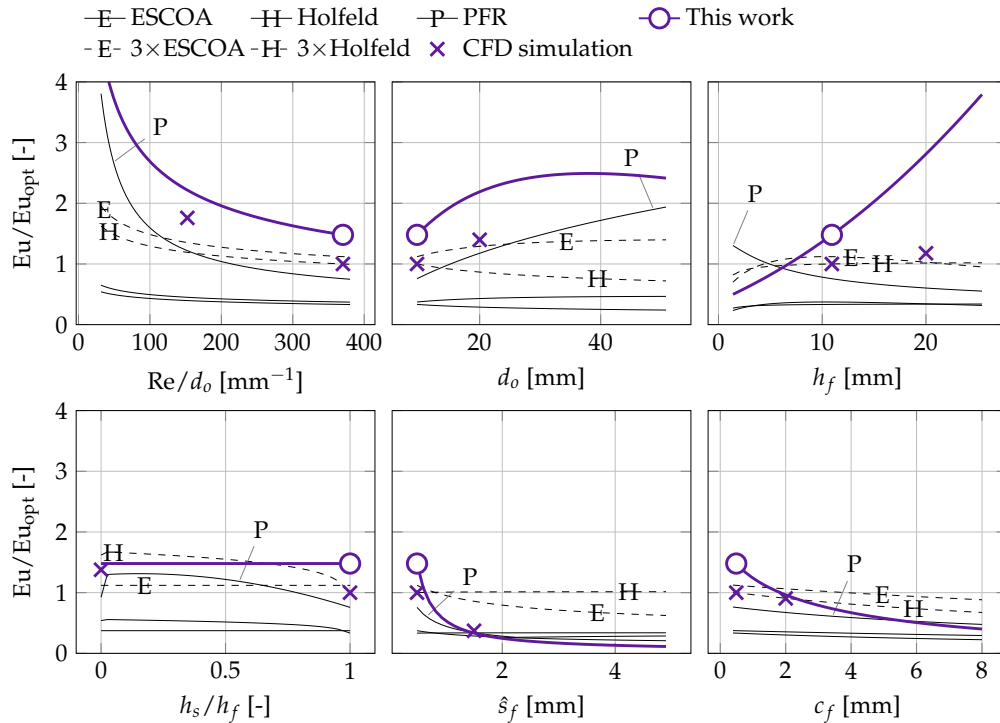 E ESCOA H Holfeld P PFR This work
E 3×ESCOA H 3×Holfeld CFD simulation
4
3
2
1
0
Eu/Eu_opt [-]
P
E
H
0 100 200 300 400
Re/d_o [mm⁻¹]
P
E
H
20 40
d_o [mm]
P
E H
10 20
h_f [mm]
4
3
2
1
0
Eu/Eu_opt [-]
H
P
E
0 0.5 1
h_s/h_f [-]
P
H
E
2 4
ŝ_f [mm]
P
E
H
0 2 4 6 8
c_f [mm]